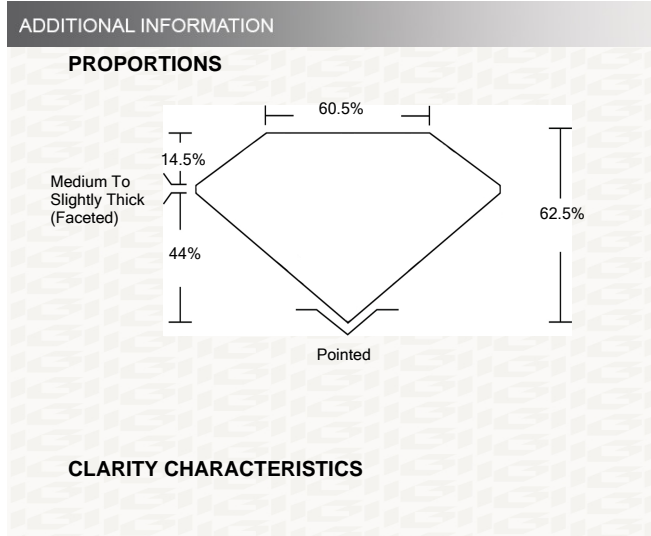 ADDITIONAL INFORMATION
PROPORTIONS
60.5%
14.5%
Medium To
Slightly Thick
(Faceted)
62.5%
44%
Pointed
CLARITY CHARACTERISTICS